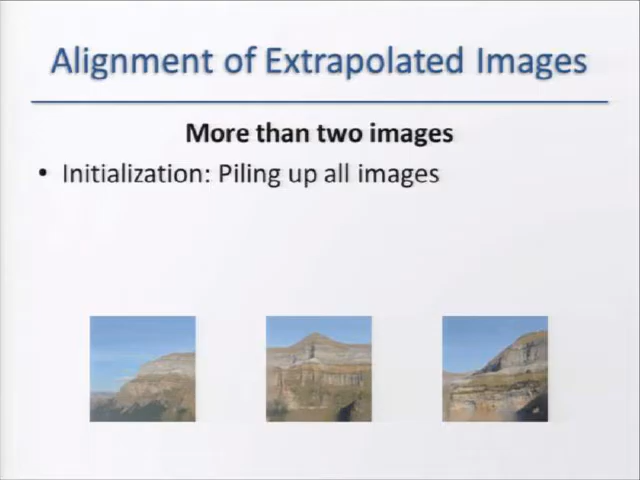 Alignment of Extrapolated Images
More than two images
• Initialization: Piling up all images